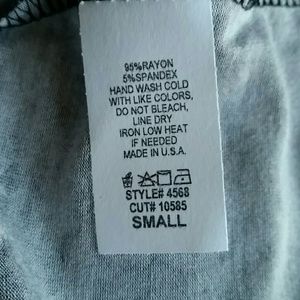 95%RAYON
5%SPANDEX
HAND WASH COLD
WITH LIKE COLORS,
DO NOT BLEACH,
LINE DRY
IRON LOW HEAT
IF NEEDED
MADE IN U.S.A.
STYLE# 4568
CUT# 10585
SMALL